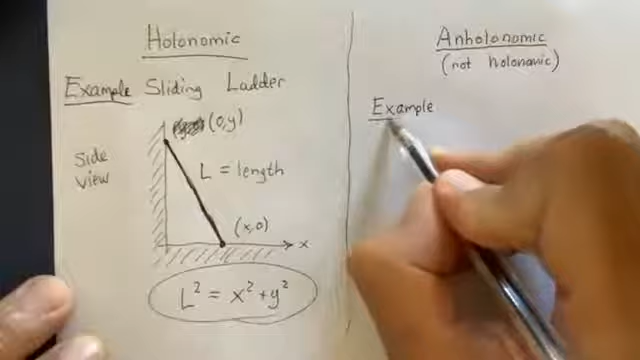 Holonomic
Example Sliding Ladder
(0,y)
Side
view
L = length
(x,0)
x
L² = x² + y²
Anholonomic
(not holonomic)
Example